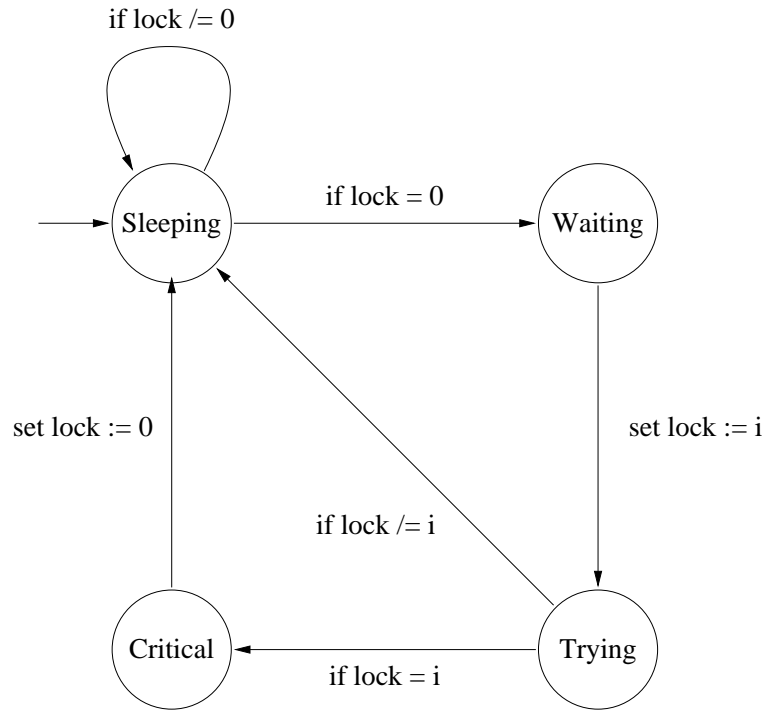 if lock /= 0
if lock = 0
Sleeping
Waiting
set lock := 0
set lock := i
if lock /= i
Critical
Trying
if lock = i